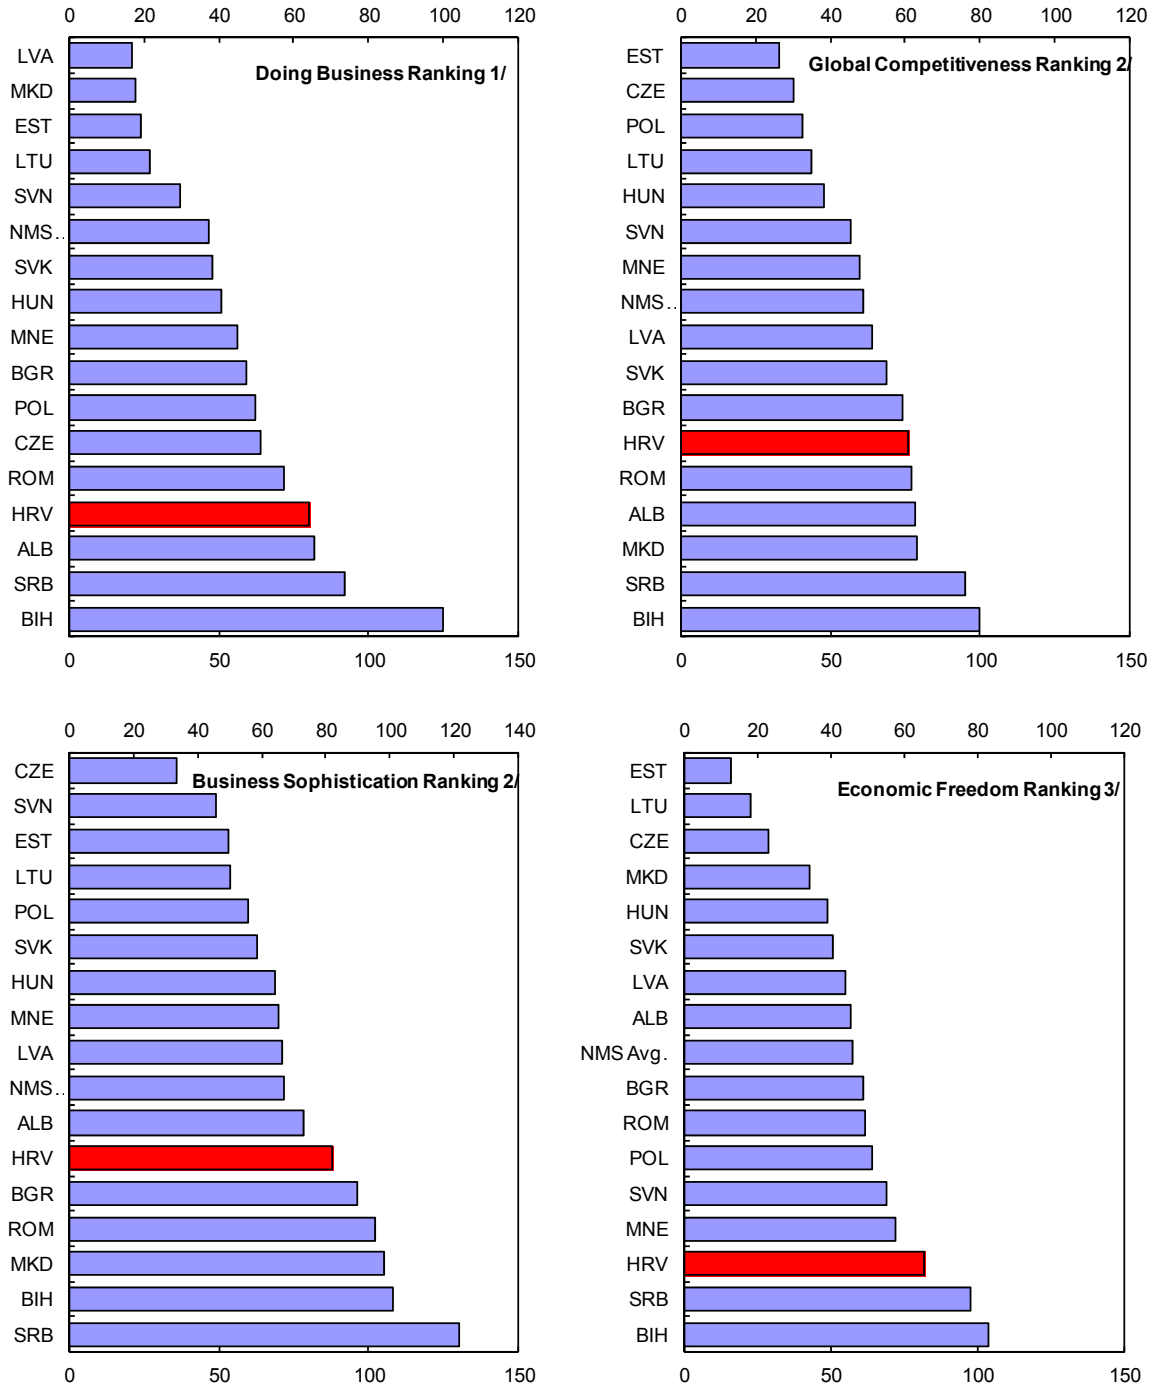 0 20 40 60 80 100 120
Doing Business Ranking 1/
LVA
MKD
EST
LTU
SVN
NMS..
SVK
HUN
MNE
BGR
POL
CZE
ROM
HRV
ALB
SRB
BIH
0 50 100 150
0 20 40 60 80 100 120
Global Competitiveness Ranking 2/
EST
CZE
POL
LTU
HUN
SVN
MNE
NMS..
LVA
SVK
BGR
HRV
ROM
ALB
MKD
SRB
BIH
0 50 100 150
0 20 40 60 80 100 120 140
Business Sophistication Ranking 2/
CZE
SVN
EST
LTU
POL
SVK
HUN
MNE
LVA
NMS..
ALB
HRV
BGR
ROM
MKD
BIH
SRB
0 50 100 150
0 20 40 60 80 100 120
Economic Freedom Ranking 3/
EST
LTU
CZE
MKD
HUN
SVK
LVA
ALB
NMS Avg.
BGR
ROM
POL
SVN
MNE
HRV
SRB
BIH
0 50 100 150